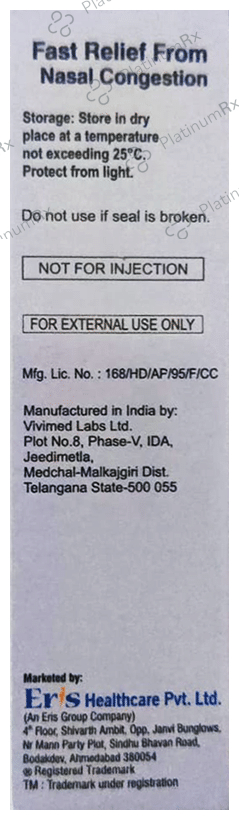 Fast Relief From
Nasal Congestion
Storage: Store in dry
place at a temperature
not exceeding 25°C.
Protect from light.
Do not use if seal is broken.
NOT FOR INJECTION
FOR EXTERNAL USE ONLY
Mfg. Lic. No. : 168/HD/AP/95/F/CC
Manufactured in India by:
Vivimed Labs Ltd.
Plot No.8, Phase-V, IDA,
Jeedimetla,
Medchal-Malkajgiri Dist.
Telangana State-500 055
Marketed by:
Eris Healthcare Pvt. Ltd.
(An Eris Group Company)
4th Floor, Shivarth Ambit, Opp. Janvi Bunglows,
Nr Mann Party Plot, Sindhu Bhavan Road,
Bodakdev, Ahmedabad 380054
® Registered Trademark
TM : Trademark under registration
PlatinumRx
PlatinumRx
PlatinumRx